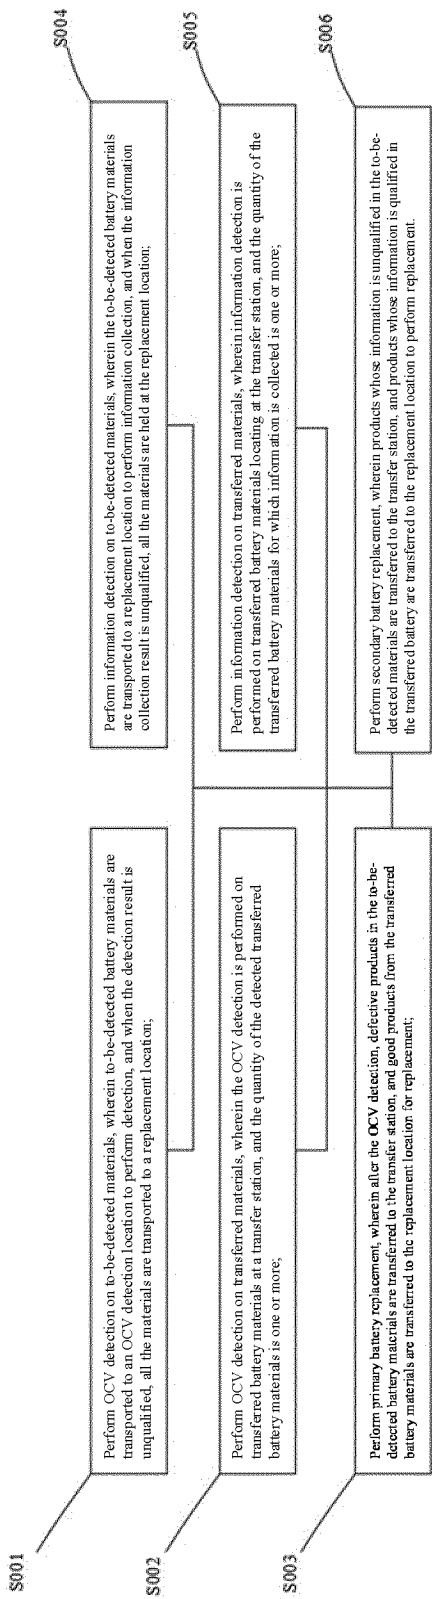 S001
Perform OCV detection on to-be-detected materials, wherein to-be-detected battery materials are
transported to an OCV detection location to perform detection, and when the detection result is
unqualified, all the materials are transported to a replacement location;
S002
Perform OCV detection on transferred materials, wherein the OCV detection is performed on
transferred battery materials at a transfer station, and the quantity of the detected transferred
battery materials is one or more;
S003
Perform primary battery replacement, wherein after the OCV detection, defective products in the to-be-
detected battery materials are transferred to the transfer station, and good products from the transferred
battery materials are transferred to the replacement location for replacement;
S004
Perform information detection on to-be-detected materials, wherein the to-be-detected battery materials
are transported to a replacement location to perform information collection, and when the information
collection result is unqualified, all the materials are held at the replacement location;
S005
Perform information detection on transferred materials, wherein information detection is
performed on transferred battery materials locating at the transfer station, and the quantity of the
transferred battery materials for which information is collected is one or more;
S006
Perform secondary battery replacement, wherein products whose information is unqualified in the to-be-
detected materials are transferred to the transfer station, and products whose information is qualified in
the transferred battery are transferred to the replacement location to perform replacement.